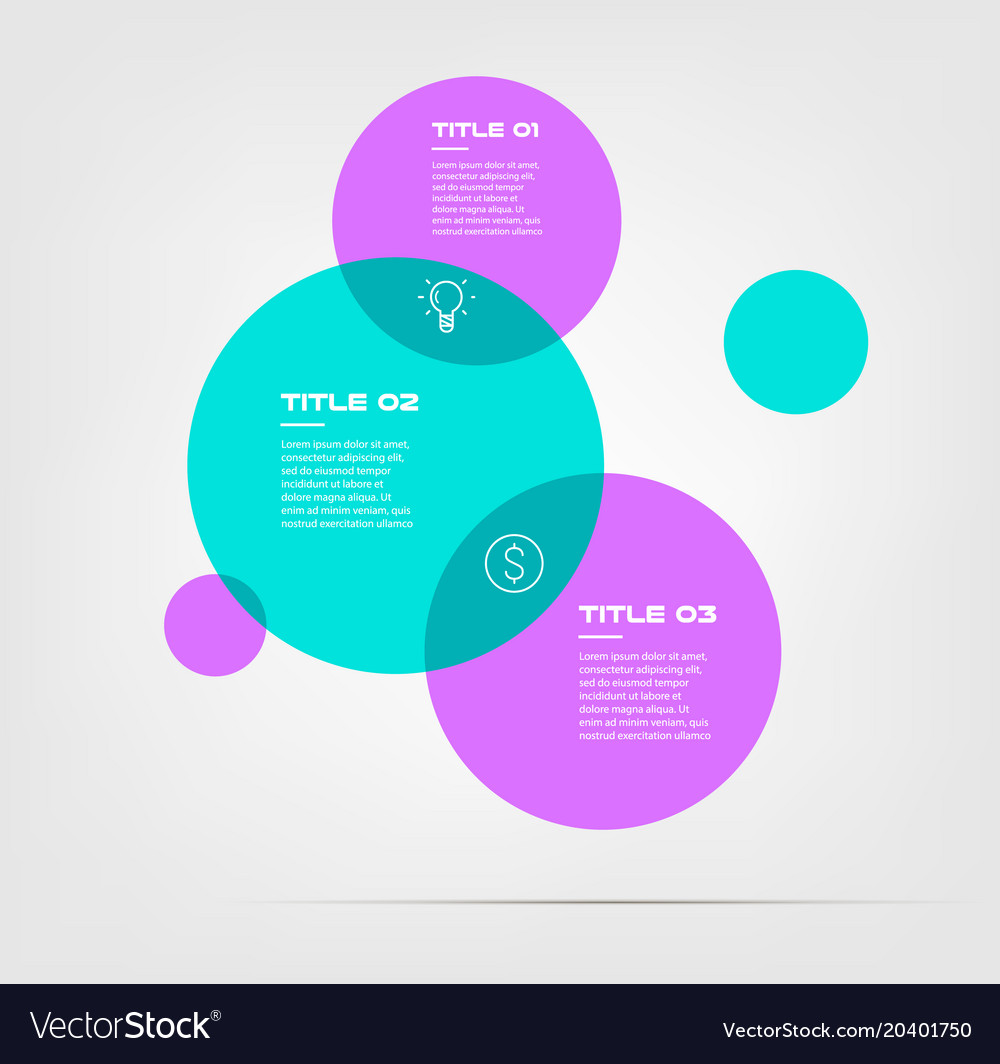 TITLE 01
Lorem ipsum dolor sit amet,
consectetur adipiscing elit,
sed do eiusmod tempor
incididunt ut labore et
dolore magna aliqua. Ut
enim ad minim veniam, quis
nostrud exercitation ullamco
TITLE 02
Lorem ipsum dolor sit amet,
consectetur adipiscing elit,
sed do eiusmod tempor
incididunt ut labore et
dolore magna aliqua. Ut
enim ad minim veniam, quis
nostrud exercitation ullamco
$
TITLE 03
Lorem ipsum dolor sit amet,
consectetur adipiscing elit,
sed do eiusmod tempor
incididunt ut labore et
dolore magna aliqua. Ut
enim ad minim veniam, quis
nostrud exercitation ullamco
VectorStock®
VectorStock.com/20401750